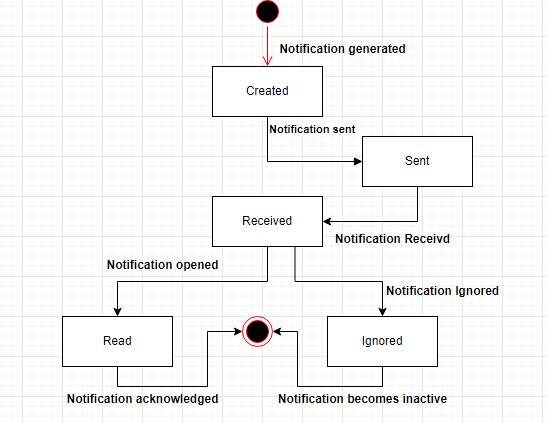 Notification generated
Created
Notification sent
Sent
Received
Notification Receivd
Notification opened
Notification Ignored
Read
Ignored
Notification acknowledged
Notification becomes inactive